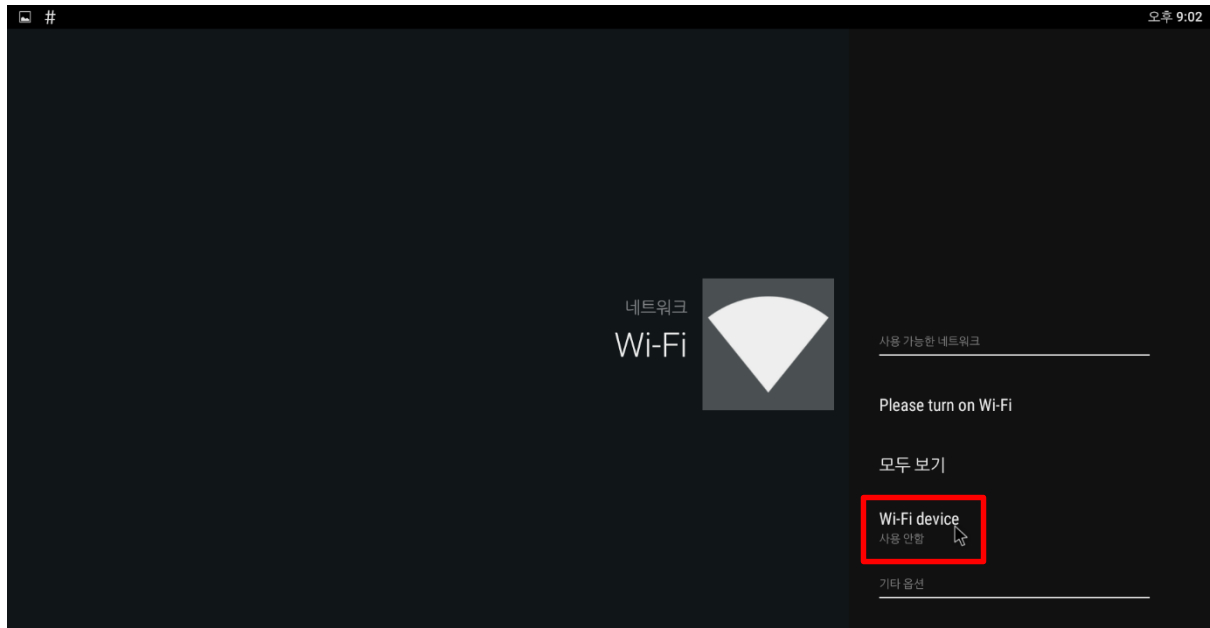 #
오후 9:02
네트워크
Wi-Fi
사용 가능한 네트워크
Please turn on Wi-Fi
모두 보기
Wi-Fi device
사용 안함
기타 옵션